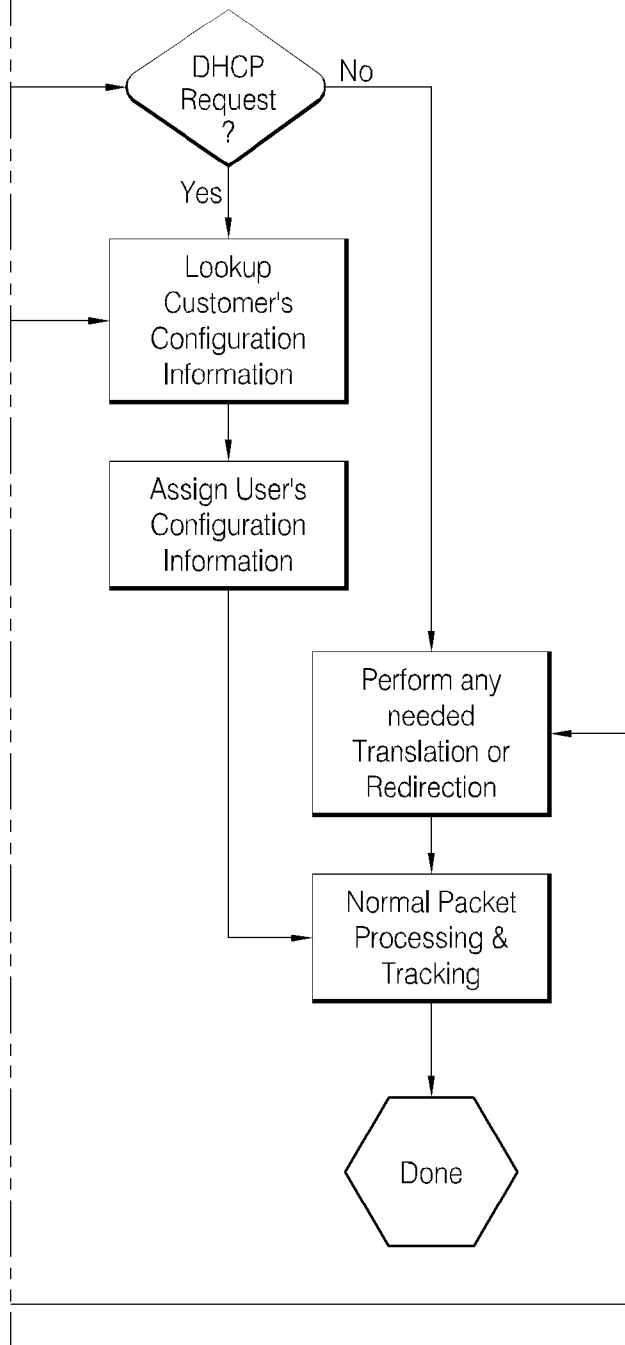 DHCP
Request
?
No
Yes
Lookup
Customer's
Configuration
Information
Assign User's
Configuration
Information
Perform any
needed
Translation or
Redirection
Normal Packet
Processing &
Tracking
Done